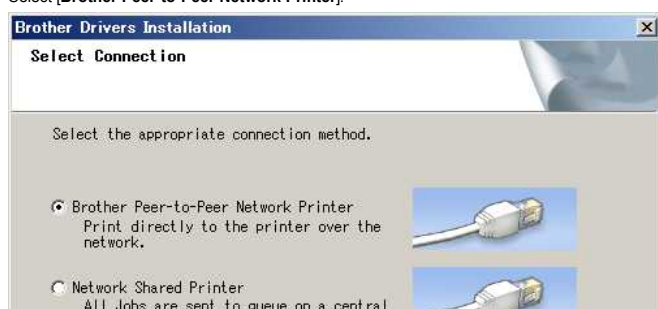 Select [Brother Peer-to-Peer Network Printer].
Brother Drivers Installation
Select Connection
Select the appropriate connection method.
Brother Peer-to-Peer Network Printer
Print directly to the printer over the
network.
Network Shared Printer
All Jobs are sent to queue on a central